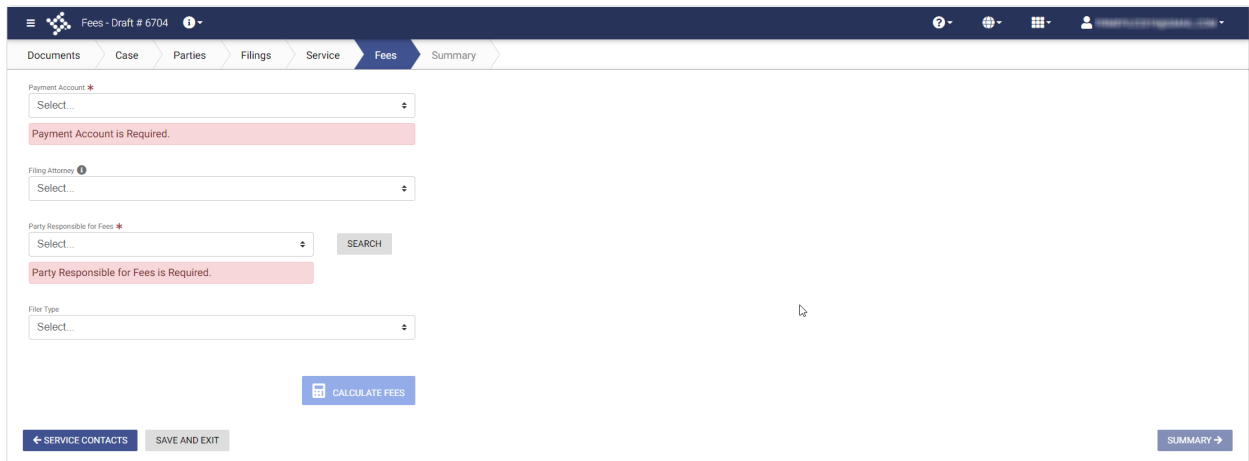 Fees - Draft # 6704
Documents Case Parties Filings Service Fees Summary
Payment Account *
Select...
Payment Account is Required.
Filing Attorney
Select...
Party Responsible for Fees *
Select... SEARCH
Party Responsible for Fees is Required.
Filer Type
Select...
CALCULATE FEES
← SERVICE CONTACTS SAVE AND EXIT SUMMARY →